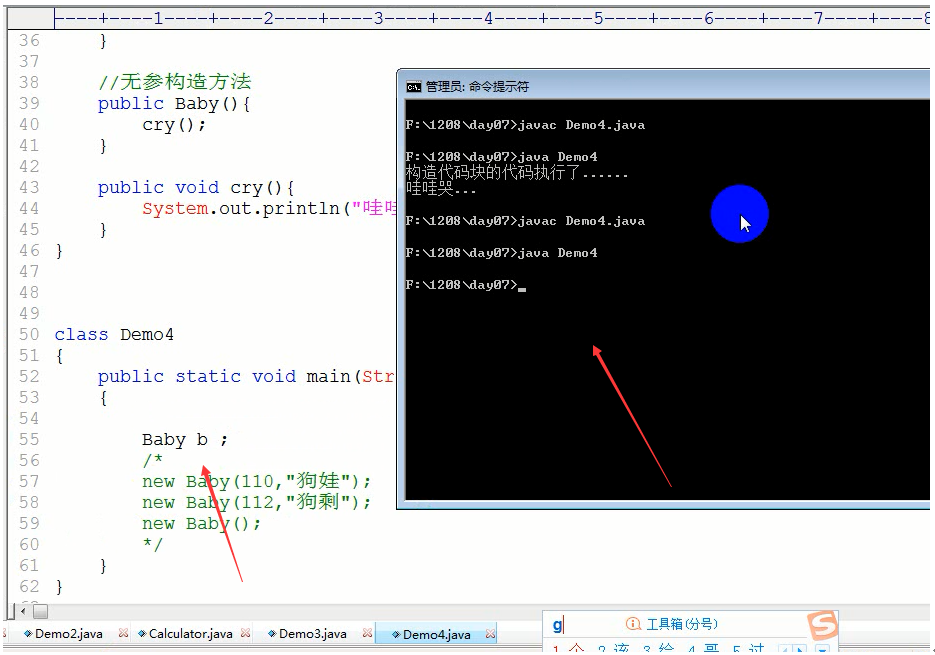 ----+----1----+----2----+----3----+----4----+----5----+----6----+----7----+----8
36 }
37
38 //无参构造方法
39 public Baby(){
40 cry();
41 }
42
43 public void cry(){
44 System.out.println("哇哇
45 }
46 }
47
48
49
50 class Demo4
51 {
52 public static void main(Str
53 {
54
55 Baby b ;
56 /*
57 new Baby(110,"狗娃");
58 new Baby(112,"狗剩");
59 new Baby();
60 */
61 }
62 }
管理员: 命令提示符
F:\1208\day07>javac Demo4.java
F:\1208\day07>java Demo4
构造代码块的代码执行了......
哇哇哭...
F:\1208\day07>javac Demo4.java
F:\1208\day07>java Demo4
F:\1208\day07>
Demo2.java Calculator.java Demo3.java Demo4.java
g 工具箱(分号)
1.个 2.该 3.给 4.哥 5.过